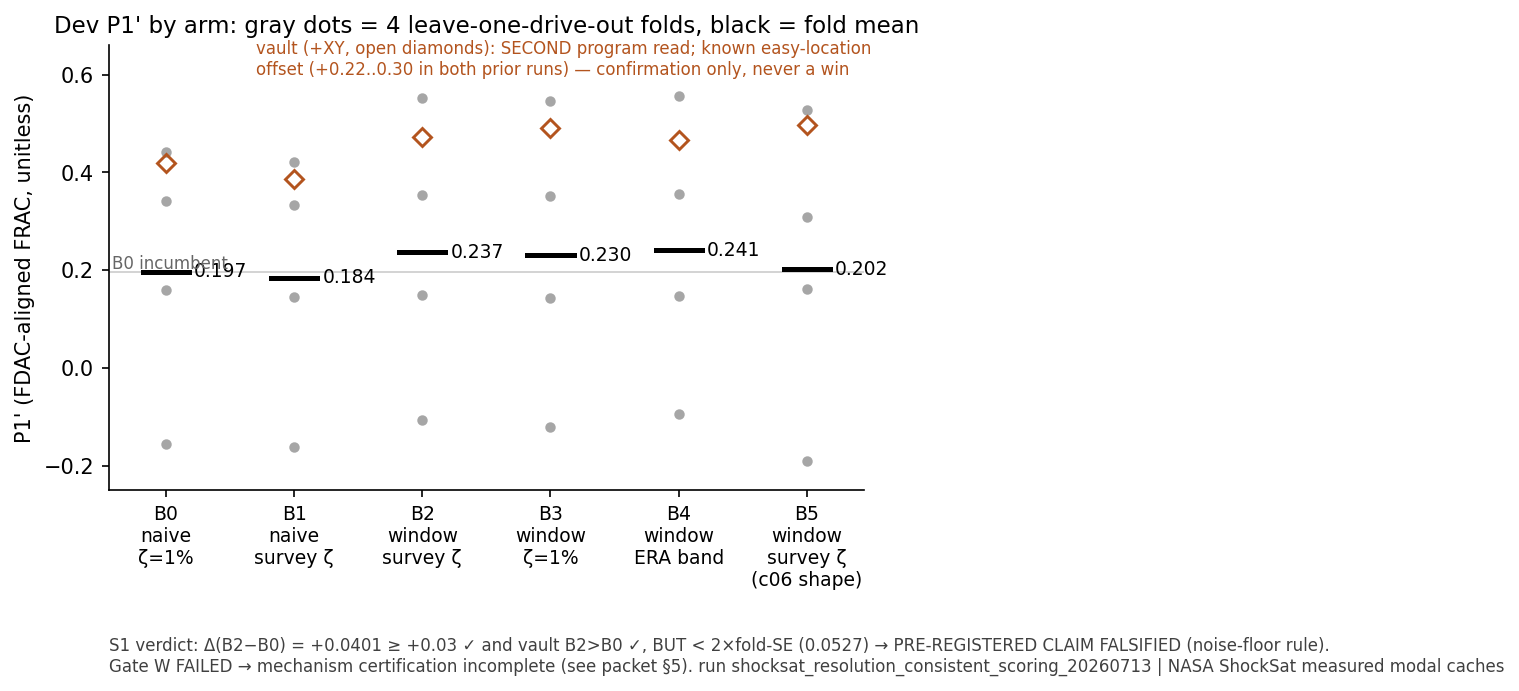 Dev P1' by arm: gray dots = 4 leave-one-drive-out folds, black = fold mean
vault (+XY, open diamonds): SECOND program read; known easy-location
offset (+0.22..0.30 in both prior runs) — confirmation only, never a win
P1' (FDAC-aligned FRAC, unitless)
0.6
0.4
0.2
0.0
−0.2
B0 incumbent
0.197
0.184
0.237
0.230
0.241
0.202
B0
naive
ζ=1%
B1
naive
survey ζ
B2
window
survey ζ
B3
window
ζ=1%
B4
window
ERA band
B5
window
survey ζ
(c06 shape)
S1 verdict: Δ(B2−B0) = +0.0401 ≥ +0.03 ✓ and vault B2>B0 ✓, BUT < 2×fold-SE (0.0527) → PRE-REGISTERED CLAIM FALSIFIED (noise-floor rule).
Gate W FAILED → mechanism certification incomplete (see packet §5). run shocksat_resolution_consistent_scoring_20260713 | NASA ShockSat measured modal caches